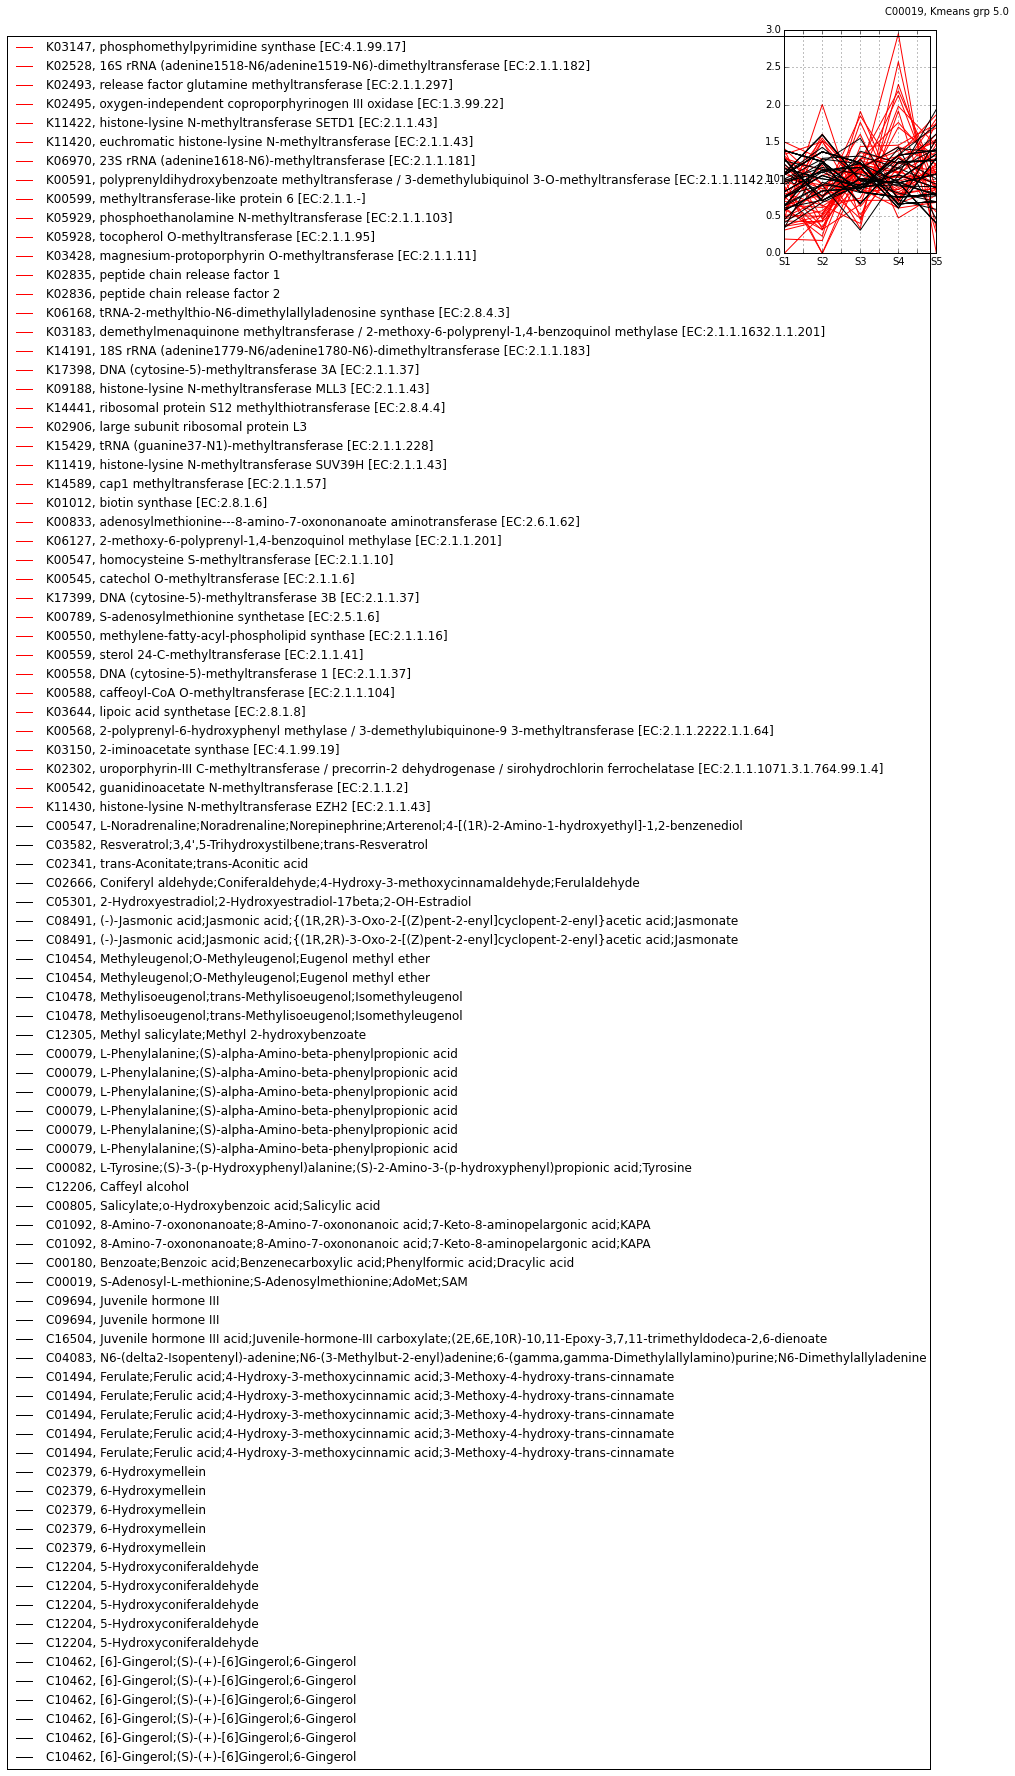 C00019, Kmeans grp 5.0
3.0
2.5
2.0
1.5
1.0
0.5
0.0
S1 S2 S3 S4 S5
K03147, phosphomethylpyrimidine synthase [EC:4.1.99.17]
K02528, 16S rRNA (adenine1518-N6/adenine1519-N6)-dimethyltransferase [EC:2.1.1.182]
K02493, release factor glutamine methyltransferase [EC:2.1.1.297]
K02495, oxygen-independent coproporphyrinogen III oxidase [EC:1.3.99.22]
K11422, histone-lysine N-methyltransferase SETD1 [EC:2.1.1.43]
K11420, euchromatic histone-lysine N-methyltransferase [EC:2.1.1.43]
K06970, 23S rRNA (adenine1618-N6)-methyltransferase [EC:2.1.1.181]
K00591, polyprenyldihydroxybenzoate methyltransferase / 3-demethylubiquinol 3-O-methyltransferase
K00599, methyltransferase-like protein 6 [EC:2.1.1.-]
K05929, phosphoethanolamine N-methyltransferase [EC:2.1.1.103]
K05928, tocopherol O-methyltransferase [EC:2.1.1.95]
K03428, magnesium-protoporphyrin O-methyltransferase [EC:2.1.1.11]
K02835, peptide chain release factor 1
K02836, peptide chain release factor 2
K06168, tRNA-2-methylthio-N6-dimethylallyladenosine synthase [EC:2.8.4.3]
K03183, demethylmenaquinone methyltransferase / 2-methoxy-6-polyprenyl-1,4-benzoquinol methylase [EC:2.1.1.1632.1.1.201]
K14191, 18S rRNA (adenine1779-N6/adenine1780-N6)-dimethyltransferase [EC:2.1.1.183]
K17398, DNA (cytosine-5)-methyltransferase 3A [EC:2.1.1.37]
K09188, histone-lysine N-methyltransferase MLL3 [EC:2.1.1.43]
K14441, ribosomal protein S12 methylthiotransferase [EC:2.8.4.4]
K02906, large subunit ribosomal protein L3
K15429, tRNA (guanine37-N1)-methyltransferase [EC:2.1.1.228]
K11419, histone-lysine N-methyltransferase SUV39H [EC:2.1.1.43]
K14589, cap1 methyltransferase [EC:2.1.1.57]
K01012, biotin synthase [EC:2.8.1.6]
K00833, adenosylmethionine---8-amino-7-oxononanoate aminotransferase [EC:2.6.1.62]
K06127, 2-methoxy-6-polyprenyl-1,4-benzoquinol methylase [EC:2.1.1.201]
K00547, homocysteine S-methyltransferase [EC:2.1.1.10]
K00545, catechol O-methyltransferase [EC:2.1.1.6]
K17399, DNA (cytosine-5)-methyltransferase 3B [EC:2.1.1.37]
K00789, S-adenosylmethionine synthetase [EC:2.5.1.6]
K00550, methylene-fatty-acyl-phospholipid synthase [EC:2.1.1.16]
K00559, sterol 24-C-methyltransferase [EC:2.1.1.41]
K00558, DNA (cytosine-5)-methyltransferase 1 [EC:2.1.1.37]
K00588, caffeoyl-CoA O-methyltransferase [EC:2.1.1.104]
K03644, lipoic acid synthetase [EC:2.8.1.8]
K00568, 2-polyprenyl-6-hydroxyphenyl methylase / 3-demethylubiquinone-9 3-methyltransferase [EC:2.1.1.2222.1.1.64]
K03150, 2-iminoacetate synthase [EC:4.1.99.19]
K02302, uroporphyrin-III C-methyltransferase / precorrin-2 dehydrogenase / sirohydrochlorin ferrochelatase [EC:2.1.1.1071.3.1.764.99.1.4]
K00542, guanidinoacetate N-methyltransferase [EC:2.1.1.2]
K11430, histone-lysine N-methyltransferase EZH2 [EC:2.1.1.43]
C00547, L-Noradrenaline;Noradrenaline;Norepinephrine;Arterenol;4-[(1R)-2-Amino-1-hydroxyethyl]-1,2-benzenediol
C03582, Resveratrol;3,4',5-Trihydroxystilbene;trans-Resveratrol
C02341, trans-Aconitate;trans-Aconitic acid
C02666, Coniferyl aldehyde;Coniferaldehyde;4-Hydroxy-3-methoxycinnamaldehyde;Ferulaldehyde
C05301, 2-Hydroxyestradiol;2-Hydroxyestradiol-17beta;2-OH-Estradiol
C08491, (-)-Jasmonic acid;Jasmonic acid;{(1R,2R)-3-Oxo-2-[(Z)pent-2-enyl]cyclopent-2-enyl}acetic acid;Jasmonate
C08491, (-)-Jasmonic acid;Jasmonic acid;{(1R,2R)-3-Oxo-2-[(Z)pent-2-enyl]cyclopent-2-enyl}acetic acid;Jasmonate
C10454, Methyleugenol;O-Methyleugenol;Eugenol methyl ether
C10454, Methyleugenol;O-Methyleugenol;Eugenol methyl ether
C10478, Methylisoeugenol;trans-Methylisoeugenol;Isomethyleugenol
C10478, Methylisoeugenol;trans-Methylisoeugenol;Isomethyleugenol
C12305, Methyl salicylate;Methyl 2-hydroxybenzoate
C00079, L-Phenylalanine;(S)-alpha-Amino-beta-phenylpropionic acid
C00079, L-Phenylalanine;(S)-alpha-Amino-beta-phenylpropionic acid
C00079, L-Phenylalanine;(S)-alpha-Amino-beta-phenylpropionic acid
C00079, L-Phenylalanine;(S)-alpha-Amino-beta-phenylpropionic acid
C00079, L-Phenylalanine;(S)-alpha-Amino-beta-phenylpropionic acid
C00079, L-Phenylalanine;(S)-alpha-Amino-beta-phenylpropionic acid
C00082, L-Tyrosine;(S)-3-(p-Hydroxyphenyl)alanine;(S)-2-Amino-3-(p-hydroxyphenyl)propionic acid;Tyrosine
C12206, Caffeyl alcohol
C00805, Salicylate;o-Hydroxybenzoic acid;Salicylic acid
C01092, 8-Amino-7-oxononanoate;8-Amino-7-oxononanoic acid;7-Keto-8-aminopelargonic acid;KAPA
C01092, 8-Amino-7-oxononanoate;8-Amino-7-oxononanoic acid;7-Keto-8-aminopelargonic acid;KAPA
C00180, Benzoate;Benzoic acid;Benzenecarboxylic acid;Phenylformic acid;Dracylic acid
C00019, S-Adenosyl-L-methionine;S-Adenosylmethionine;AdoMet;SAM
C09694, Juvenile hormone III
C09694, Juvenile hormone III
C16504, Juvenile hormone III acid;Juvenile-hormone-III carboxylate;(2E,6E,10R)-10,11-Epoxy-3,7,11-trimethyldodeca-2,6-dienoate
C04083, N6-(delta2-Isopentenyl)-adenine;N6-(3-Methylbut-2-enyl)adenine;6-(gamma,gamma-Dimethylallylamino)purine;N6-Dimethylallyladenine
C01494, Ferulate;Ferulic acid;4-Hydroxy-3-methoxycinnamic acid;3-Methoxy-4-hydroxy-trans-cinnamate
C01494, Ferulate;Ferulic acid;4-Hydroxy-3-methoxycinnamic acid;3-Methoxy-4-hydroxy-trans-cinnamate
C01494, Ferulate;Ferulic acid;4-Hydroxy-3-methoxycinnamic acid;3-Methoxy-4-hydroxy-trans-cinnamate
C01494, Ferulate;Ferulic acid;4-Hydroxy-3-methoxycinnamic acid;3-Methoxy-4-hydroxy-trans-cinnamate
C01494, Ferulate;Ferulic acid;4-Hydroxy-3-methoxycinnamic acid;3-Methoxy-4-hydroxy-trans-cinnamate
C02379, 6-Hydroxymellein
C02379, 6-Hydroxymellein
C02379, 6-Hydroxymellein
C02379, 6-Hydroxymellein
C02379, 6-Hydroxymellein
C12204, 5-Hydroxyconiferaldehyde
C12204, 5-Hydroxyconiferaldehyde
C12204, 5-Hydroxyconiferaldehyde
C12204, 5-Hydroxyconiferaldehyde
C12204, 5-Hydroxyconiferaldehyde
C10462, [6]-Gingerol;(S)-(+)-[6]Gingerol;6-Gingerol
C10462, [6]-Gingerol;(S)-(+)-[6]Gingerol;6-Gingerol
C10462, [6]-Gingerol;(S)-(+)-[6]Gingerol;6-Gingerol
C10462, [6]-Gingerol;(S)-(+)-[6]Gingerol;6-Gingerol
C10462, [6]-Gingerol;(S)-(+)-[6]Gingerol;6-Gingerol
C10462, [6]-Gingerol;(S)-(+)-[6]Gingerol;6-Gingerol